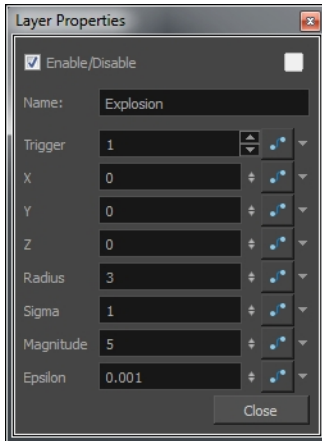 Layer Properties
Enable/Disable
Name: Explosion
Trigger 1
X 0
Y 0
Z 0
Radius 3
Sigma 1
Magnitude 5
Epsilon 0.001
Close